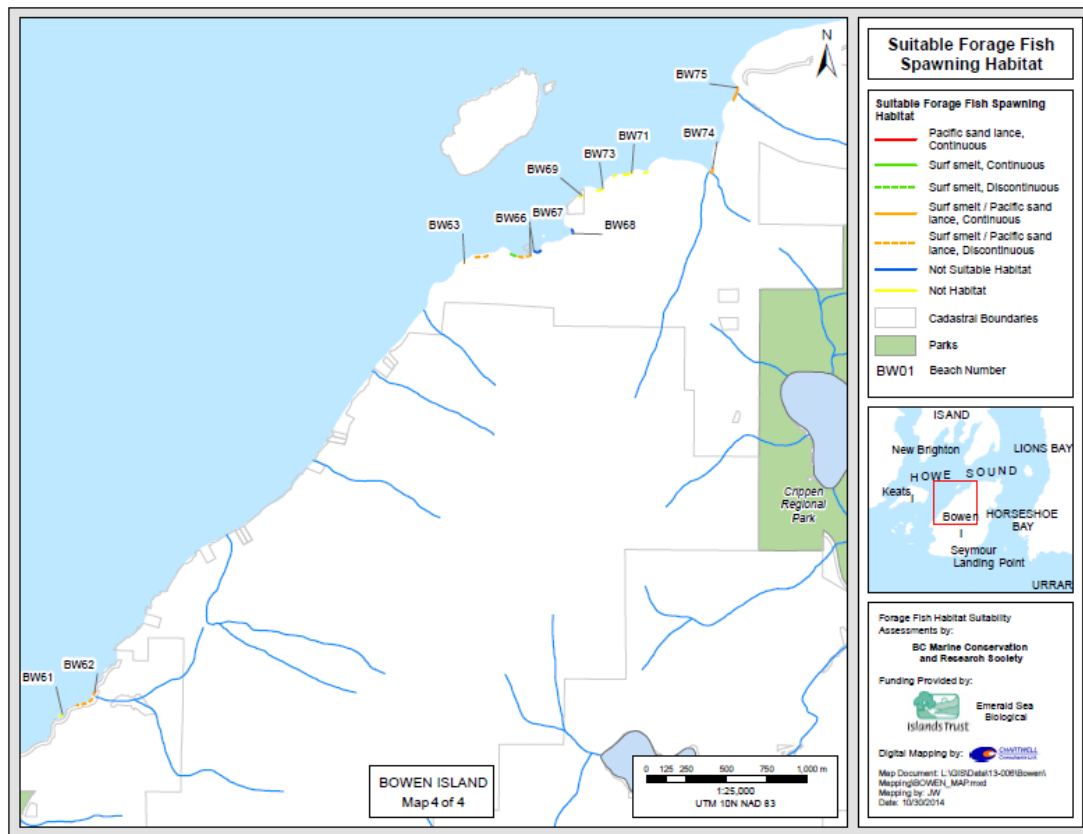 N
BW75
BW74
BW71
BW73
BW69
BW67
BW66
BW68
BW63
Crippen
Regional
Park
BW62
BW61
BOWEN ISLAND
Map 4 of 4
0 125 250 500 750 1,000 m
1:25,000
UTM 10N NAD 83
Suitable Forage Fish
Spawning Habitat
Suitable Forage Fish Spawning
Habitat
Pacific sand lance,
Continuous
Surf smelt, Continuous
Surf smelt, Discontinuous
Surf smelt / Pacific sand
lance, Continuous
Surf smelt / Pacific sand
lance, Discontinuous
Not Suitable Habitat
Not Habitat
Cadastral Boundaries
Parks
BW01 Beach Number
ISAND
New Brighton
LIONS BAY
HOWE SOUND
Keats
Bowen
HORSESHOE
BAY
Seymour
Landing Point
URRAR
Forage Fish Habitat Suitability
Assessments by:
BC Marine Conservation
and Research Society
Funding Provided by:
Islands Trust
Emerald Sea
Biological
Digital Mapping by:
CHARTWELL
Consultants Ltd.
Map Document: L:\GIS\Data\13-006\Bowen\
Mapping\BOWEN_MAP.mxd
Mapping by: JW
Date: 10/30/2014